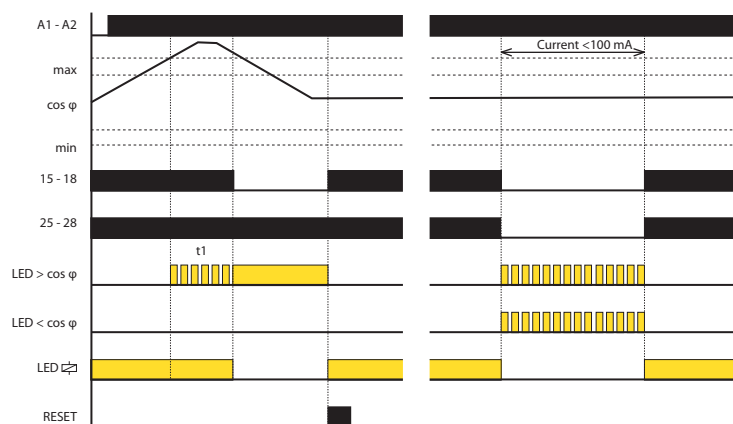 A1 - A2
Current <100 mA
max
cos φ
min
15 - 18
25 - 28
t1
LED > cos φ
LED < cos φ
LED
RESET